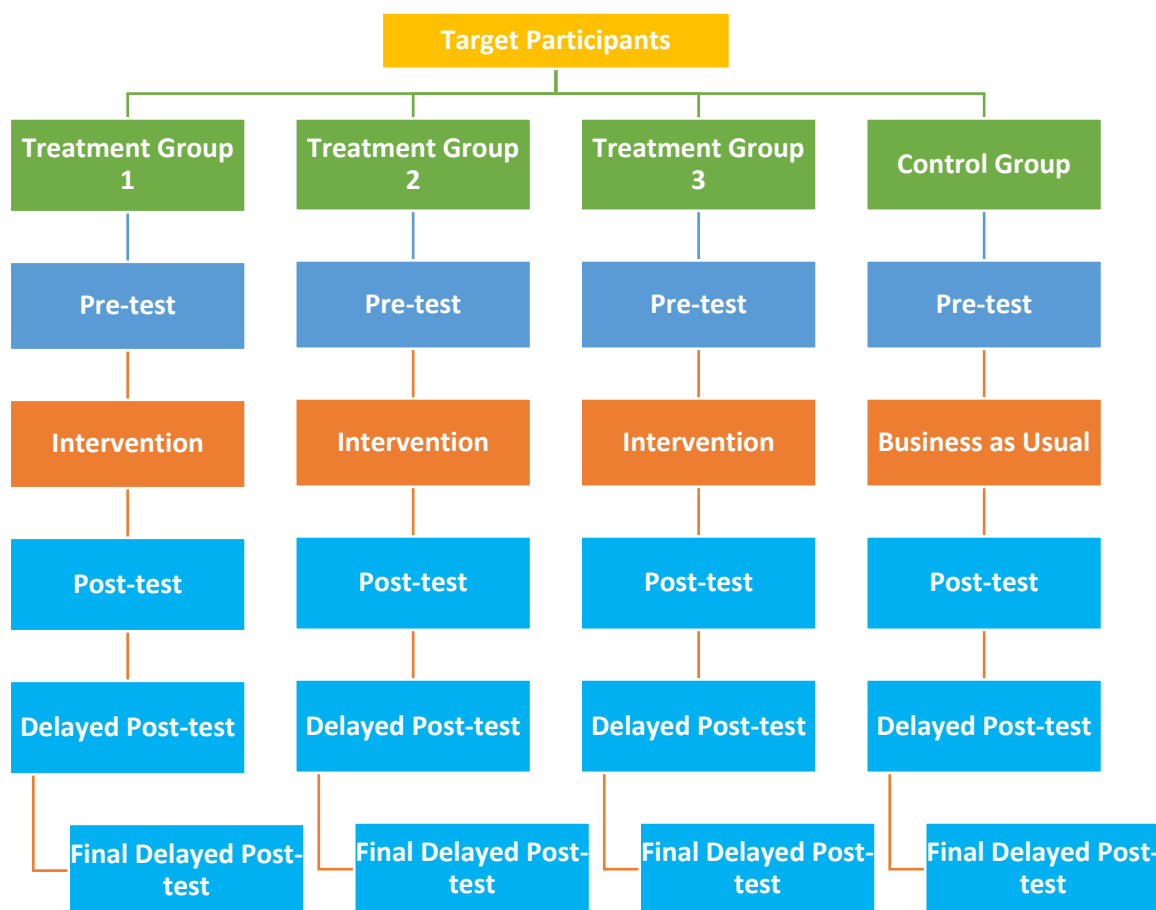 Target Participants
Treatment Group
1
Treatment Group
2
Treatment Group
3
Control Group
Pre-test
Pre-test
Pre-test
Pre-test
Intervention
Intervention
Intervention
Business as Usual
Post-test
Post-test
Post-test
Post-test
Delayed Post-test
Delayed Post-test
Delayed Post-test
Delayed Post-test
Final Delayed Post-
test
Final Delayed Post-
test
Final Delayed Post-
test
Final Delayed Post-
test